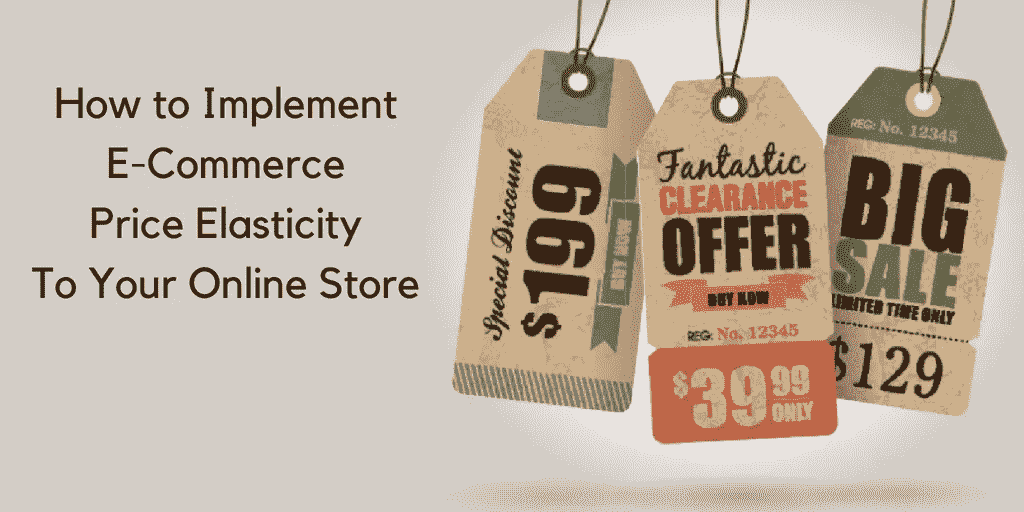 How to Implement
E-Commerce
Price Elasticity
To Your Online Store
Special Discount
$199
BUY NOW
Fantastic
CLEARANCE
OFFER
BUY NOW
REG: No. 12345
$39 99
ONLY
REG: No. 12345
BIG
SALE
LIMITED TIME ONLY
$129